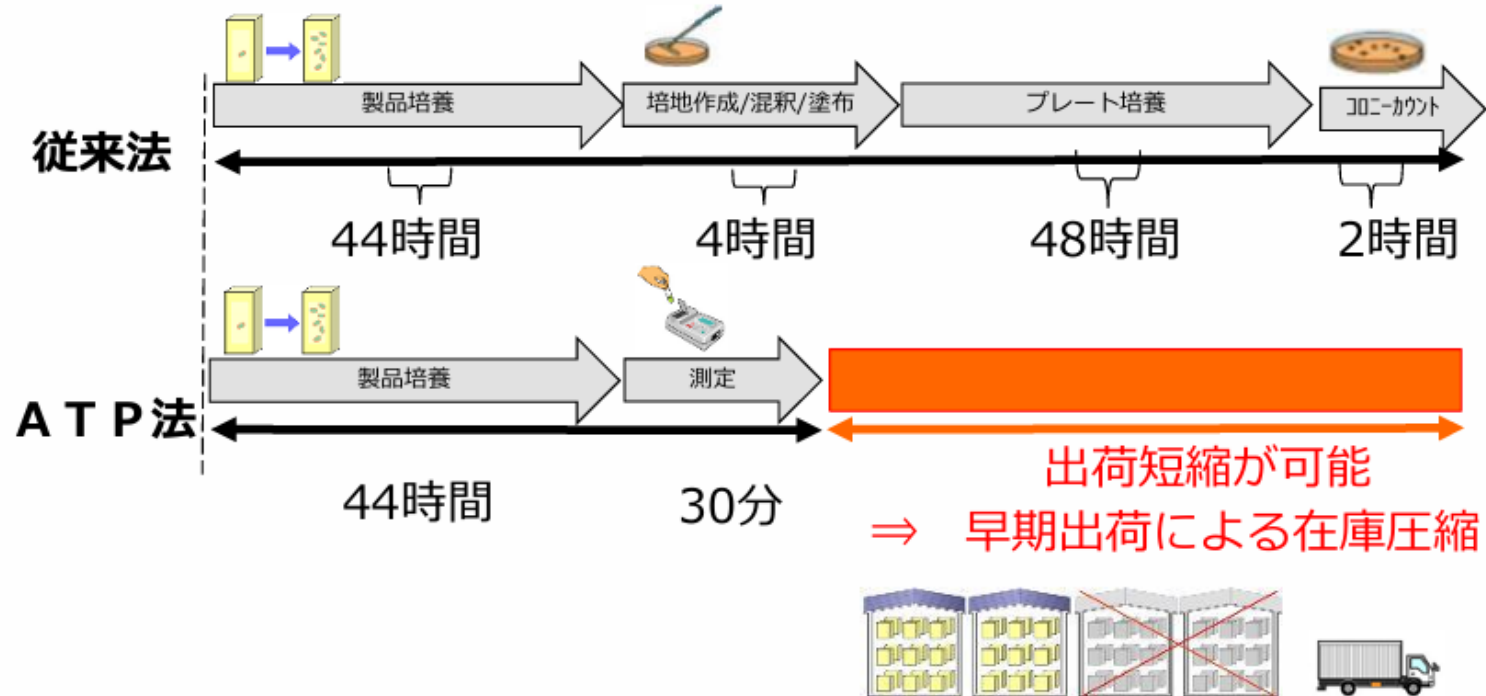 製品培養
培地作成/混釈/塗布
プレート培養
コロニーカウント
従来法
44時間
4時間
48時間
2時間
製品培養
測定
ＡＴＰ法
44時間
30分
出荷短縮が可能
⇒ 早期出荷による在庫圧縮